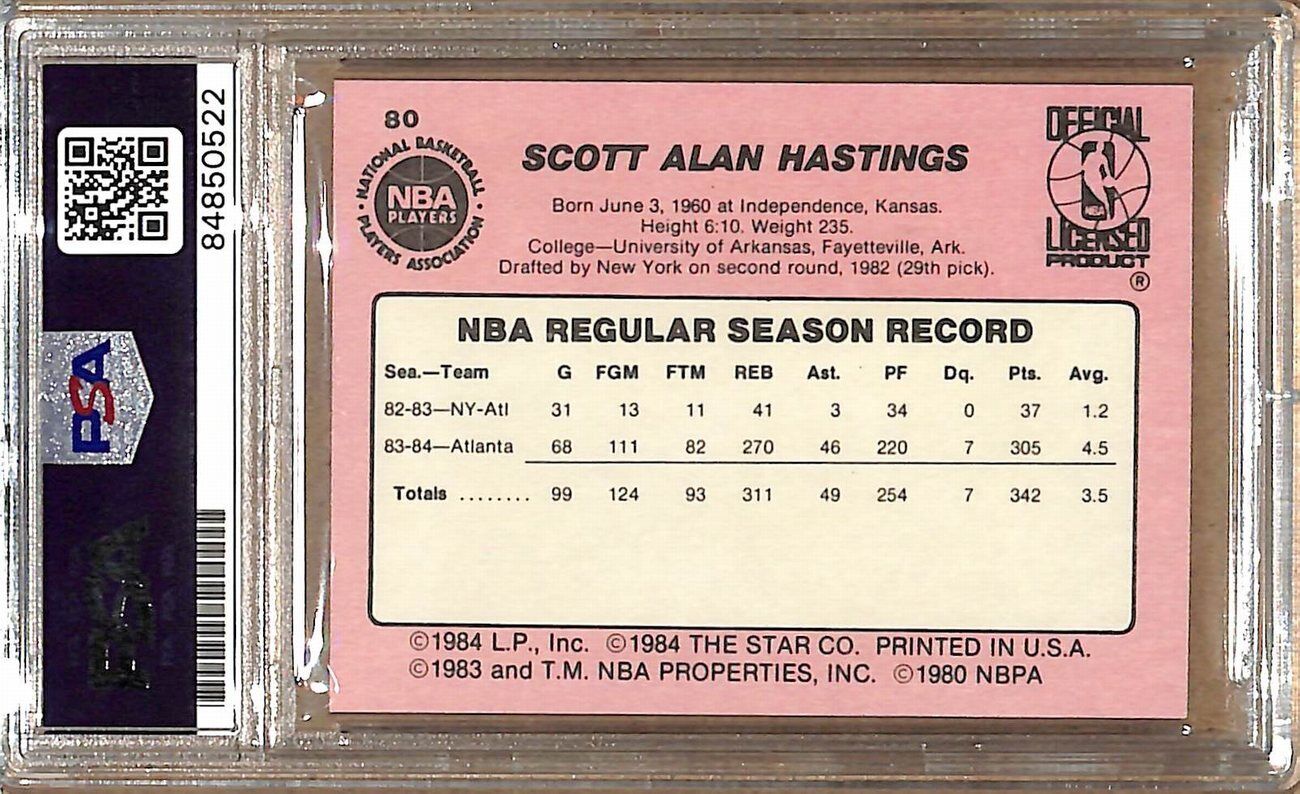 84850522
PSA
PSA
80
NATIONAL BASKETBALL
NBA
PLAYERS
PLAYERS ASSOCIATION
SCOTT ALAN HASTINGS
Born June 3, 1960 at Independence, Kansas.
Height 6:10. Weight 235.
College—University of Arkansas, Fayetteville, Ark.
Drafted by New York on second round, 1982 (29th pick).
OFFICIAL
NBA
LICENSED
PRODUCT
®
NBA REGULAR SEASON RECORD
Sea.—Team G FGM FTM REB Ast. PF Dq. Pts. Avg.
82-83—NY-Atl 31 13 11 41 3 34 0 37 1.2
83-84—Atlanta 68 111 82 270 46 220 7 305 4.5
Totals ........ 99 124 93 311 49 254 7 342 3.5
©1984 L.P., Inc. ©1984 THE STAR CO. PRINTED IN U.S.A.
©1983 and T.M. NBA PROPERTIES, INC. ©1980 NBPA